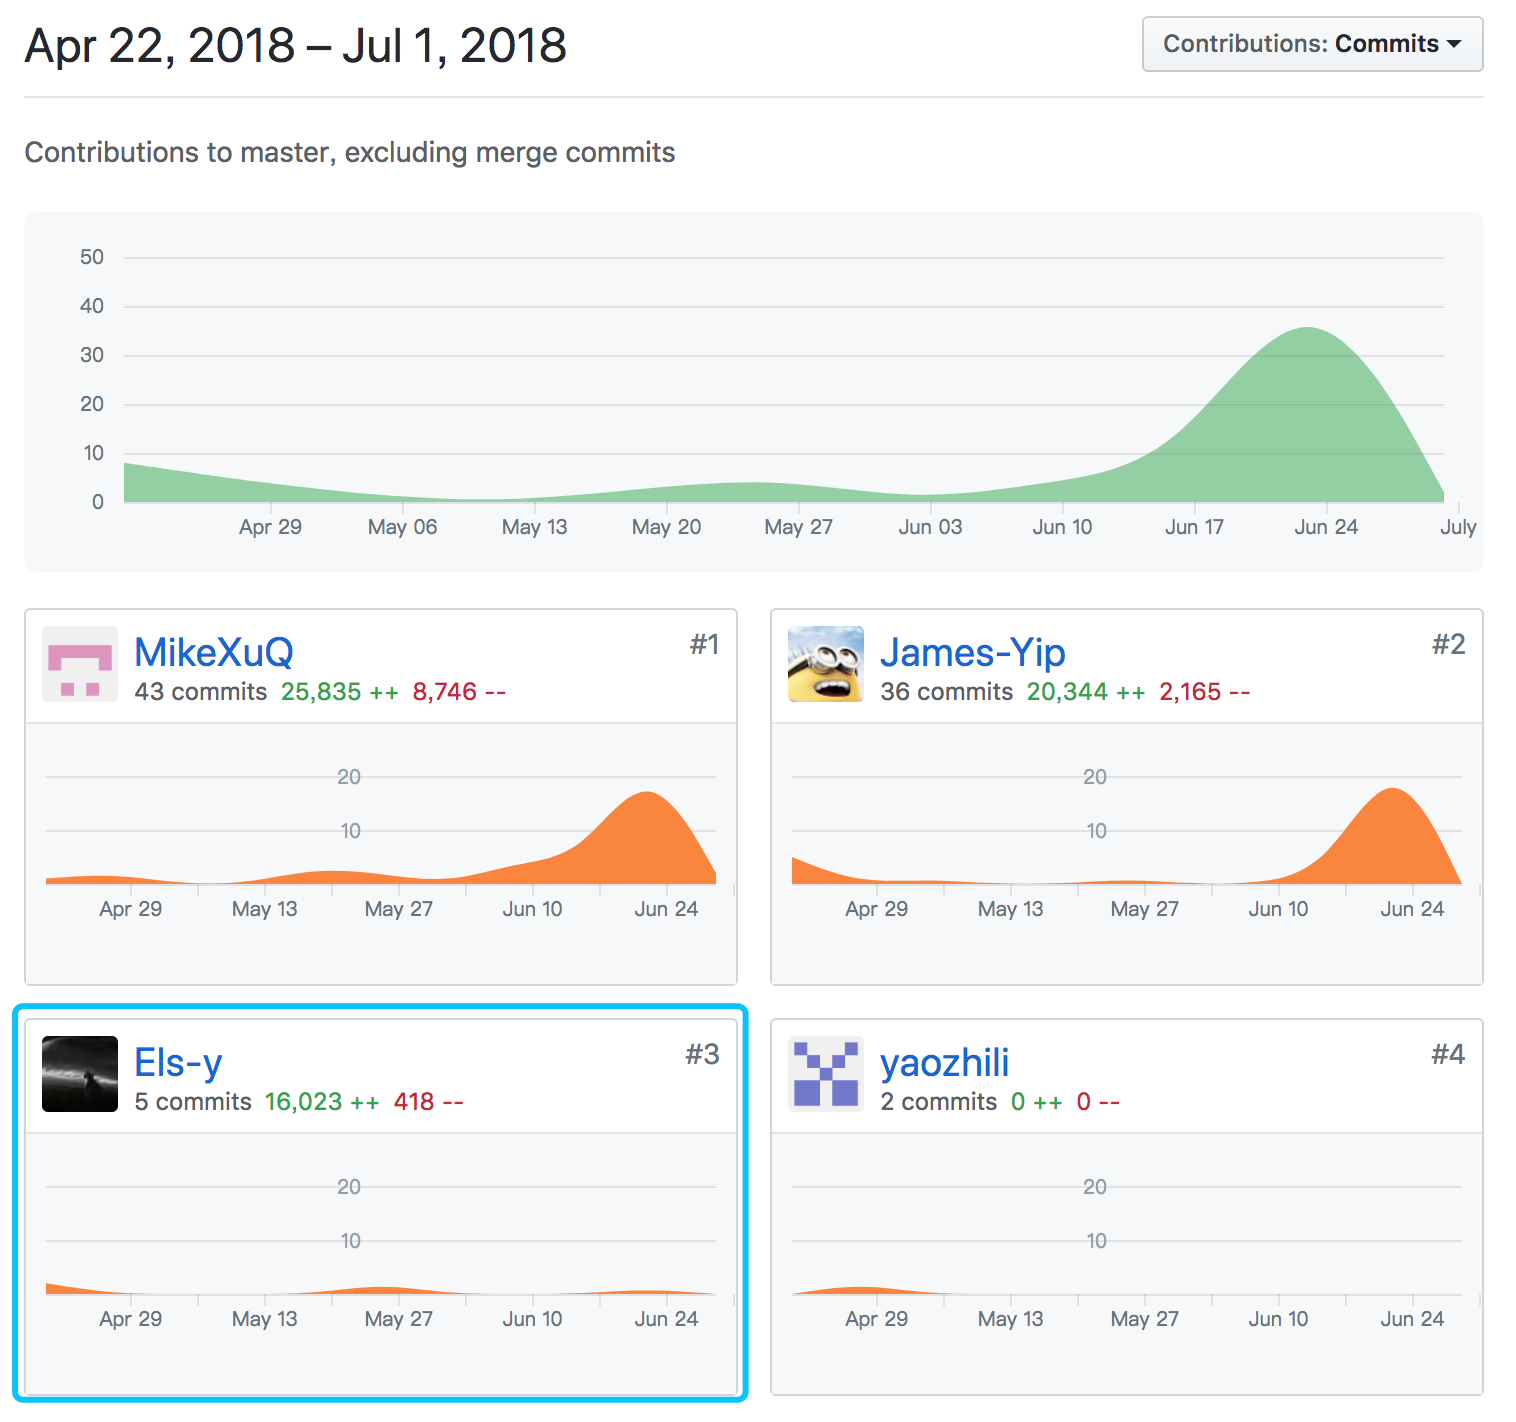 Apr 22, 2018 – Jul 1, 2018
Contributions: Commits
Contributions to master, excluding merge commits
50
40
30
20
10
0
Apr 29 May 06 May 13 May 20 May 27 Jun 03 Jun 10 Jun 17 Jun 24 July
MikeXuQ #1
43 commits 25,835 ++ 8,746 --
20
10
Apr 29 May 13 May 27 Jun 10 Jun 24
James-Yip #2
36 commits 20,344 ++ 2,165 --
20
10
Apr 29 May 13 May 27 Jun 10 Jun 24
Els-y #3
5 commits 16,023 ++ 418 --
20
10
Apr 29 May 13 May 27 Jun 10 Jun 24
yaozhili #4
2 commits 0 ++ 0 --
20
10
Apr 29 May 13 May 27 Jun 10 Jun 24